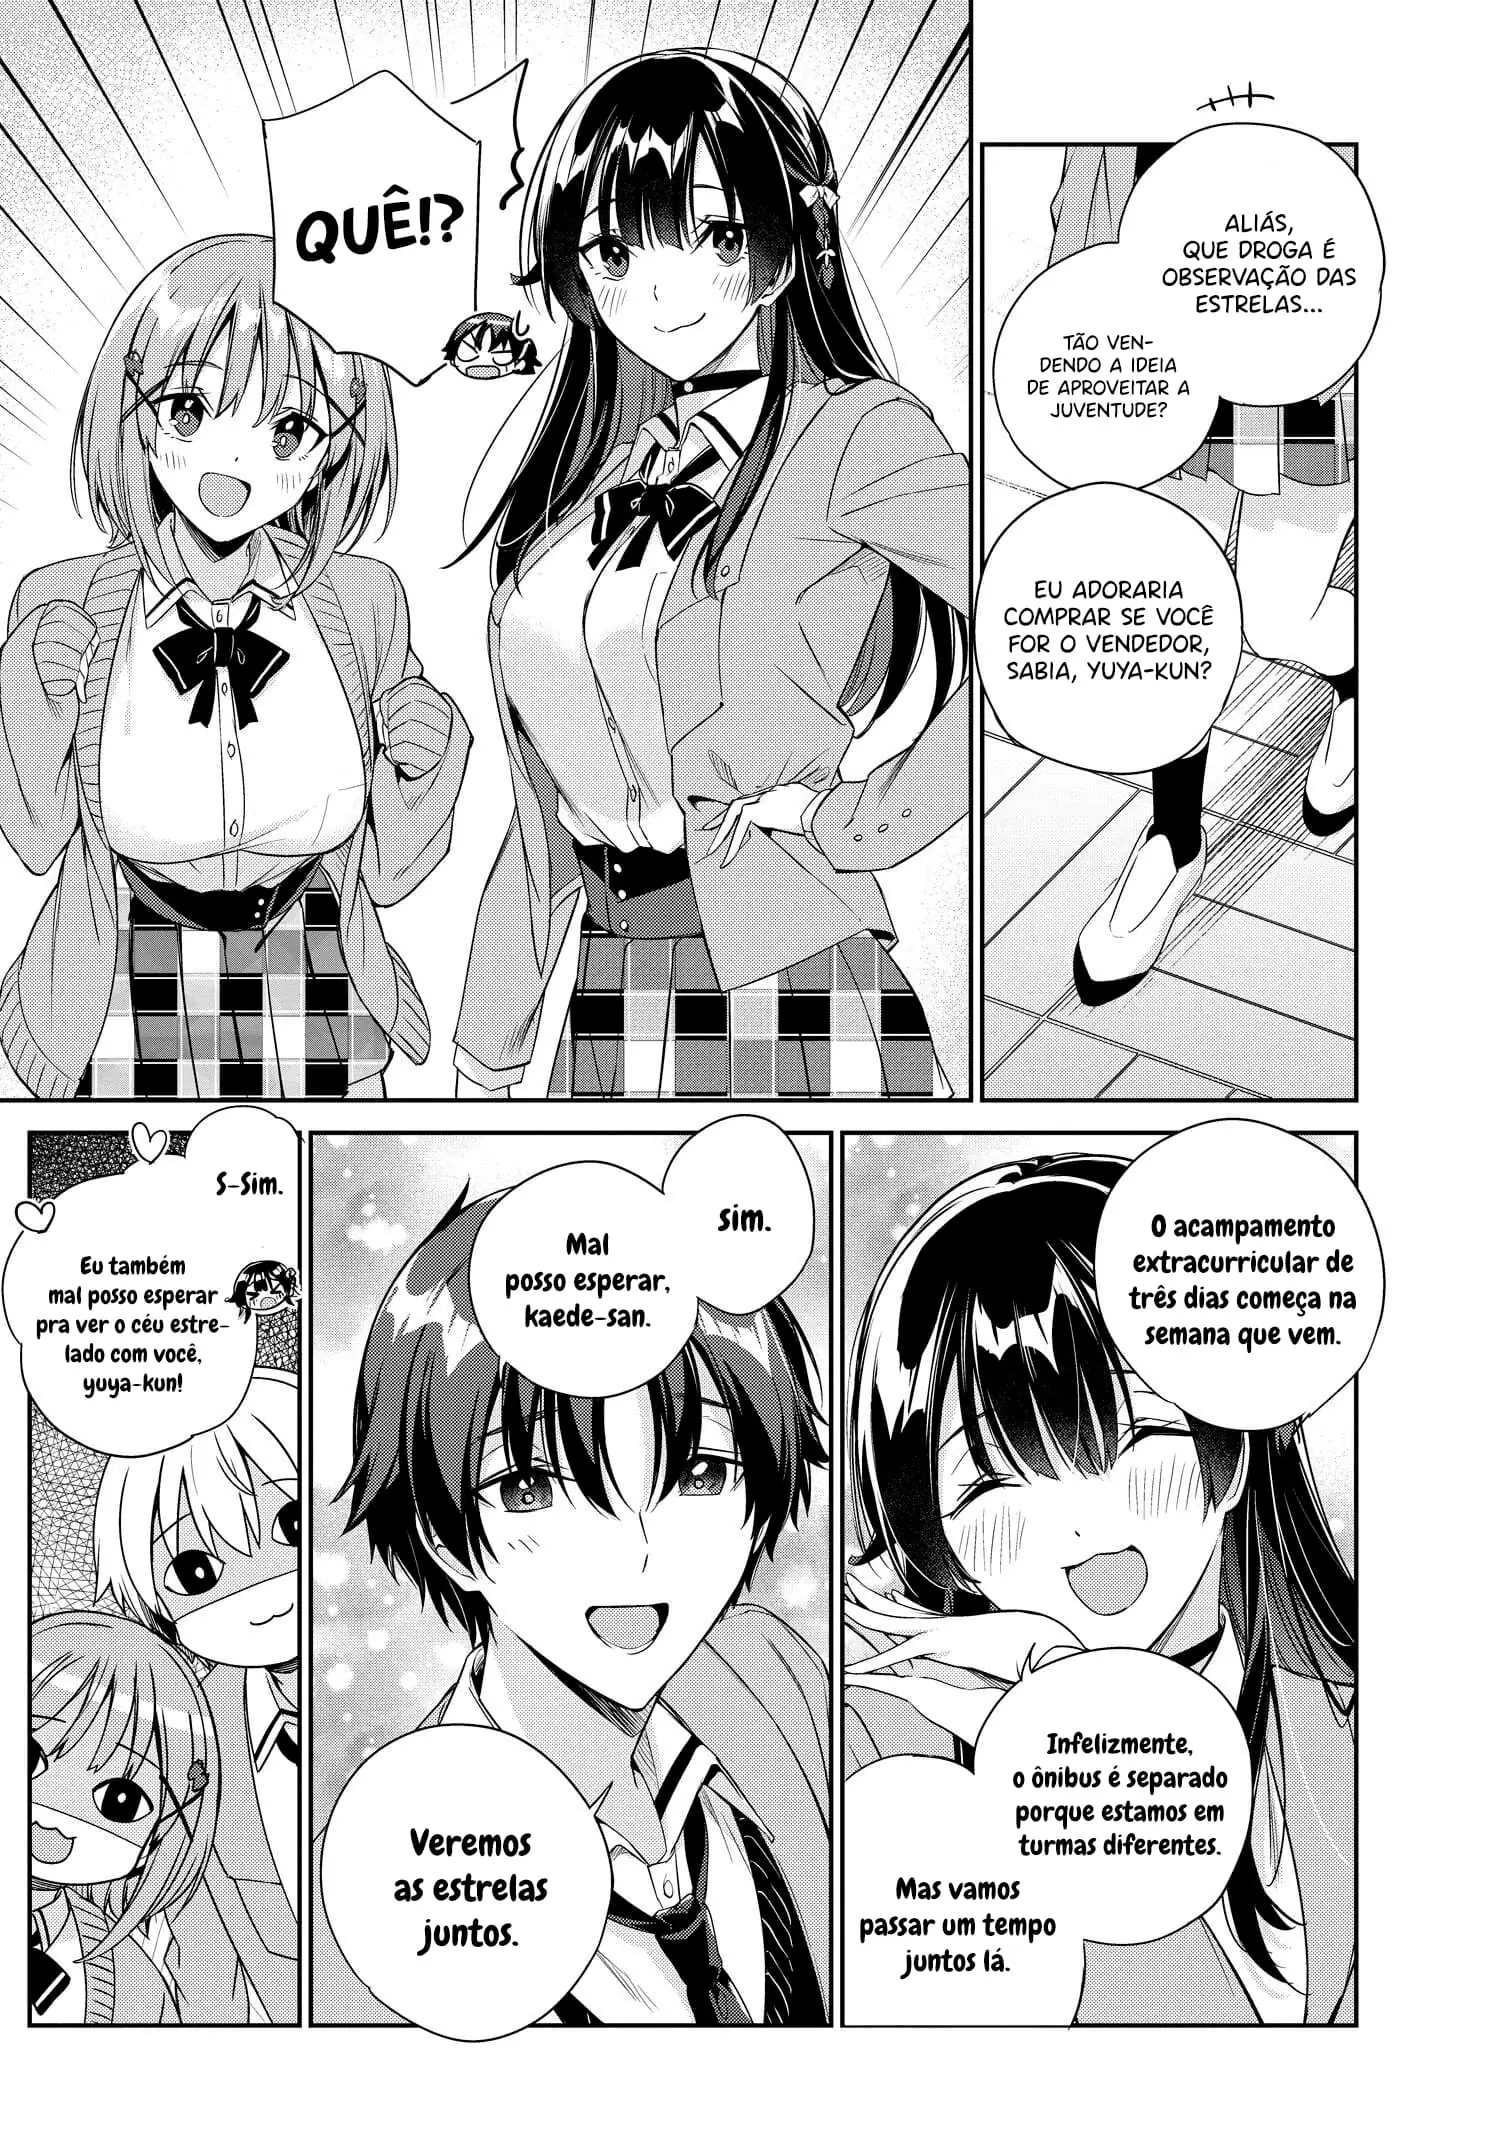 ALIÁS,
QUE DROGA É
OBSERVAÇÃO DAS
ESTRELAS...
TÃO VEN-
DENDO A IDEIA
DE APROVEITAR A
JUVENTUDE?
EU ADORARIA
COMPRAR SE VOCÊ
FOR O VENDEDOR,
SABIA, YUYA-KUN?
QUÊ!?
O acampamento
extracurricular de
três dias começa na
semana que vem.
Infelizmente,
o ônibus é separado
porque estamos em
turmas diferentes.
Mas vamos
passar um tempo
juntos lá.
sim.
Mal
posso esperar,
kaede-san.
Veremos
as estrelas
juntos.
S-Sim.
Eu também
mal posso esperar
pra ver o céu estre-
lado com você,
yuya-kun!